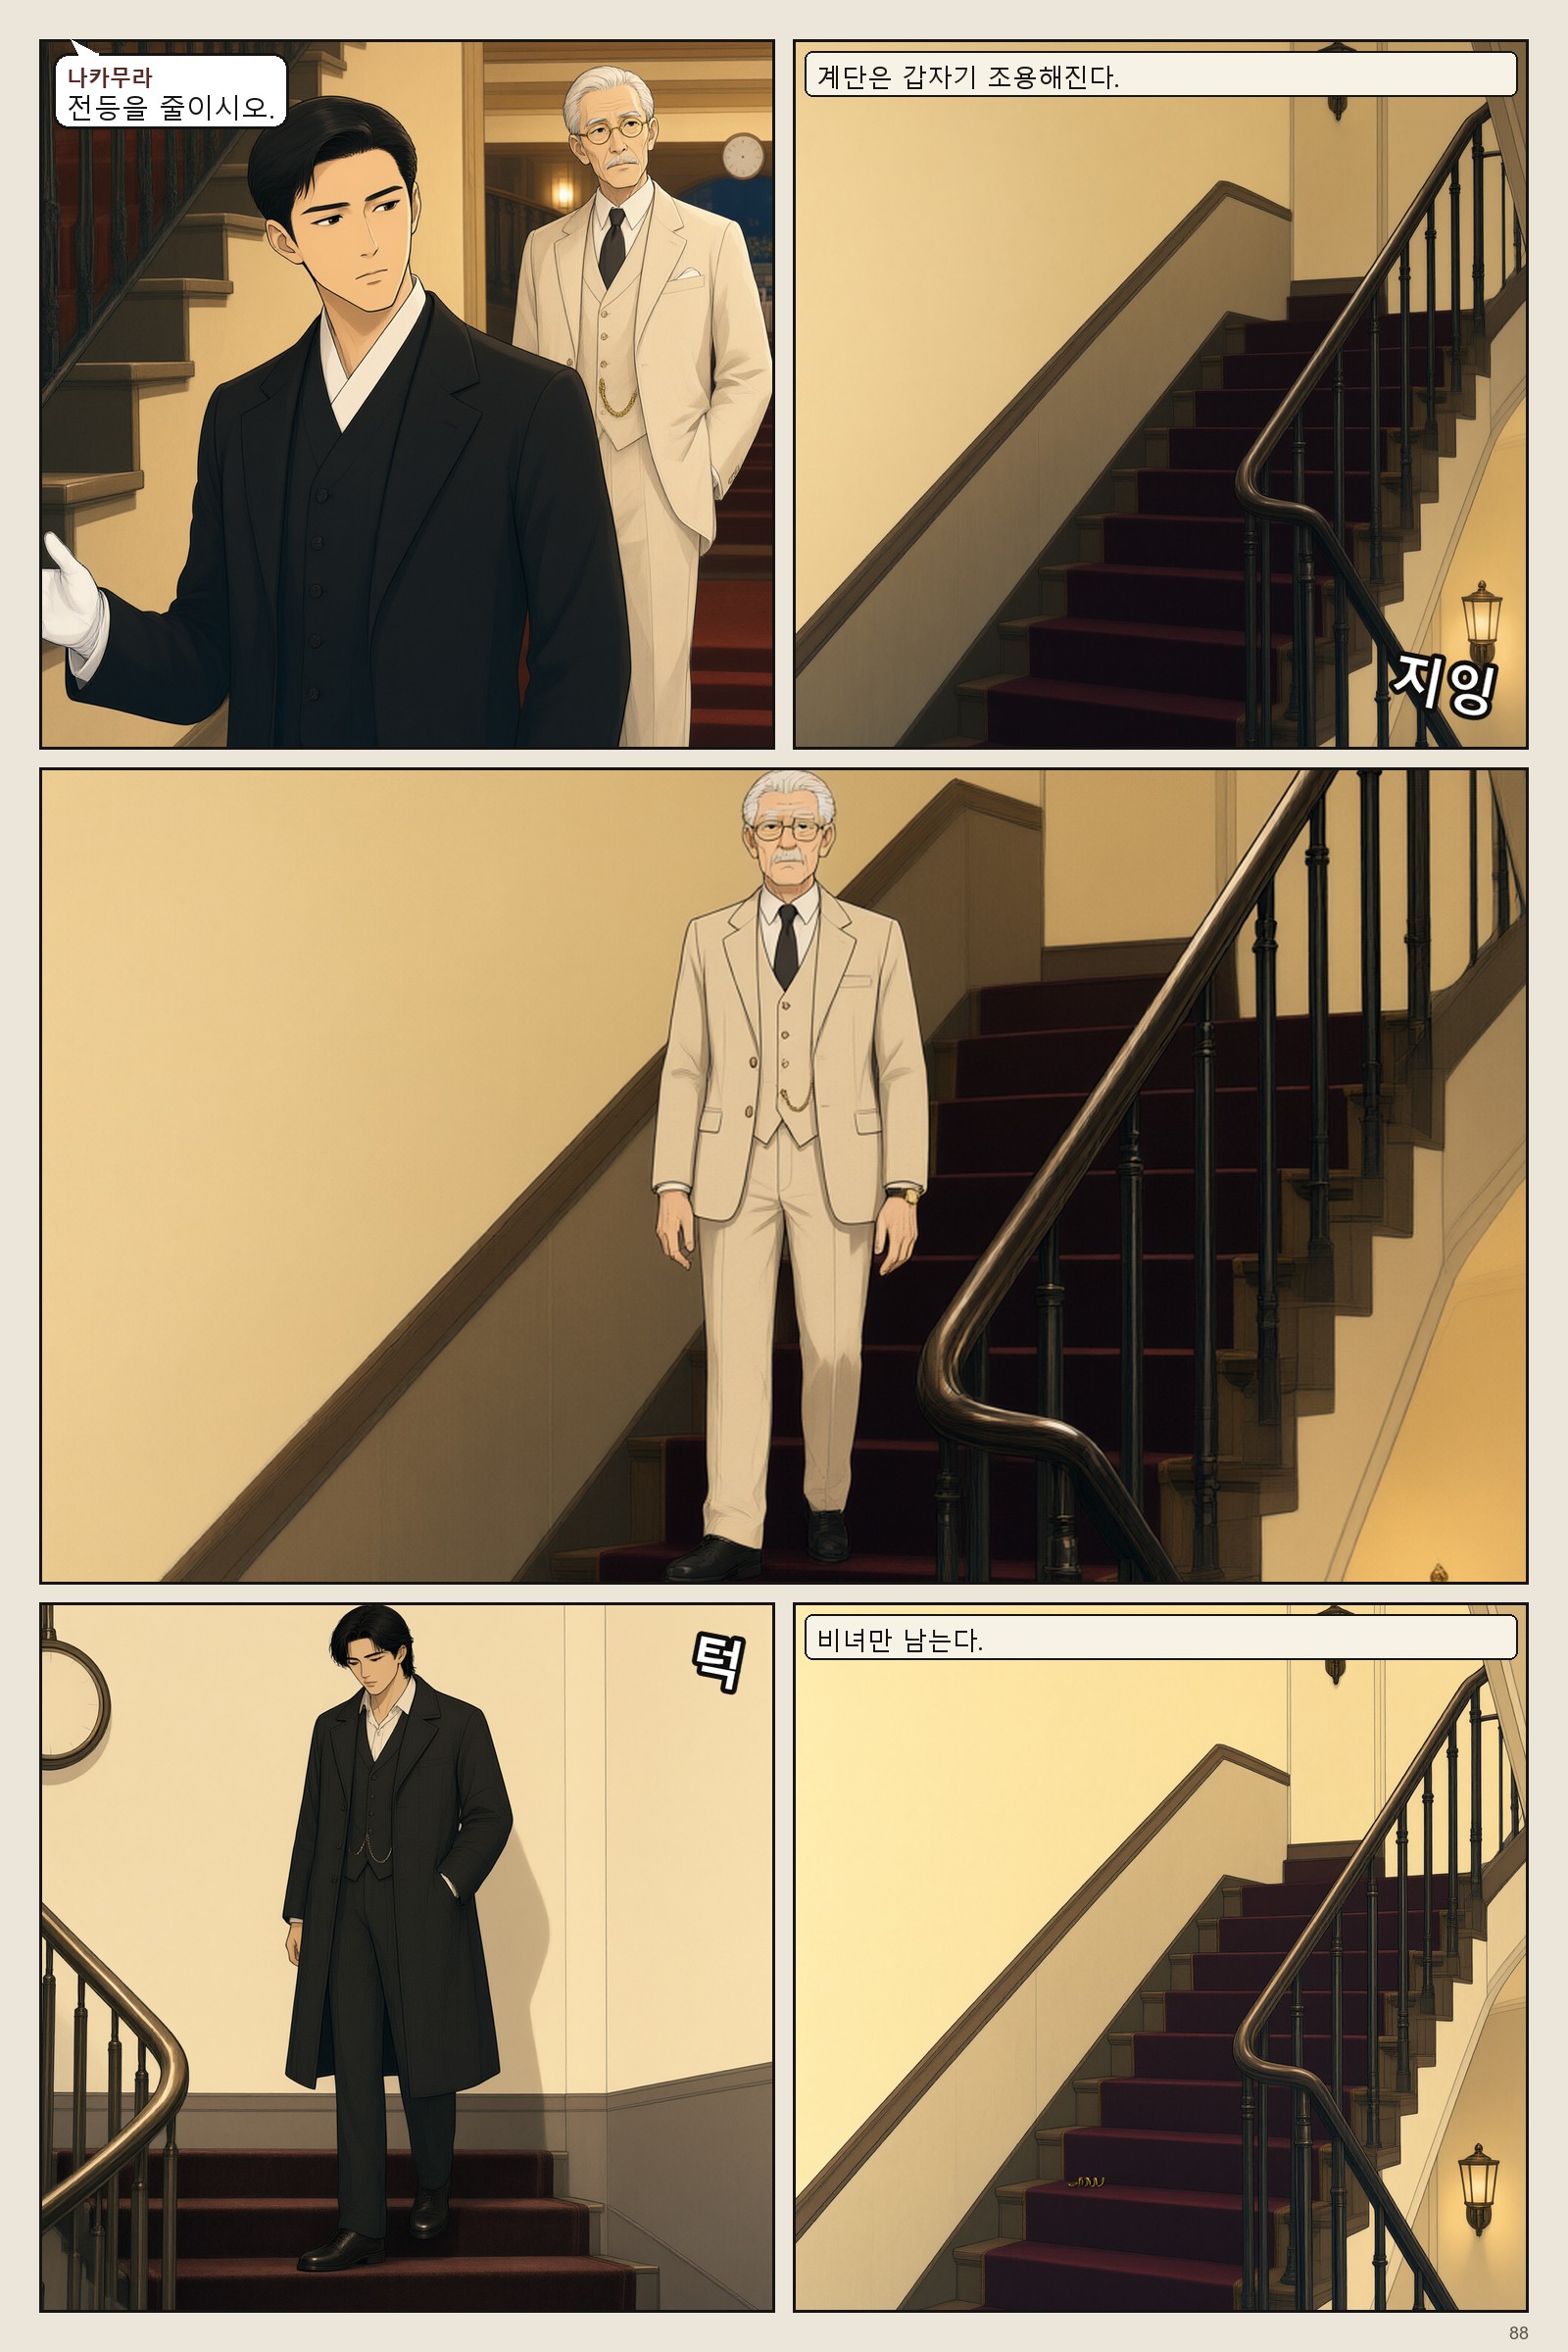 나카무라
전등을 줄이시오.
계단은 갑자기 조용해진다.
지잉
턱
비녀만 남는다.
88